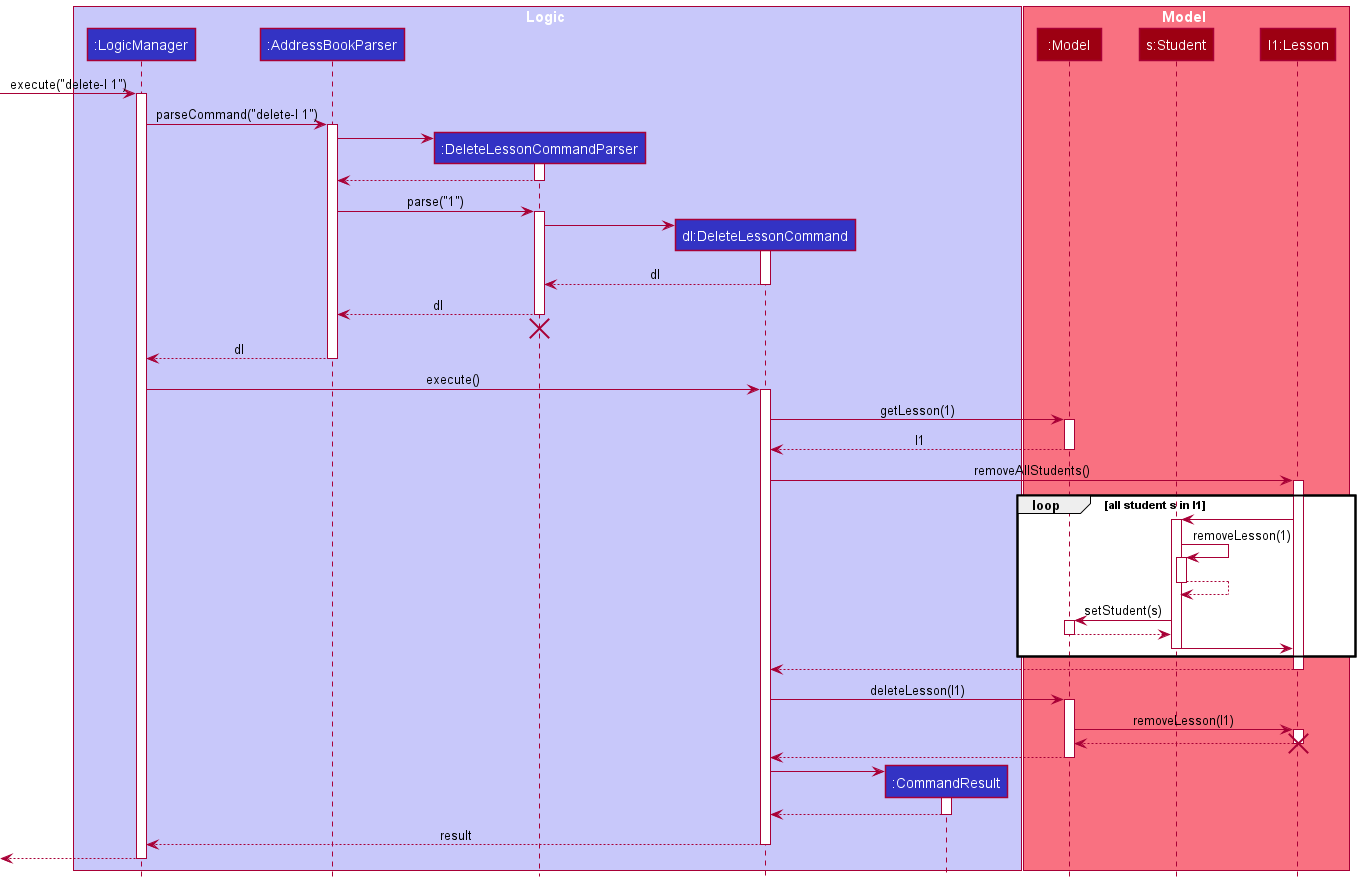 Logic
Model
:LogicManager
:AddressBookParser
:Model
s:Student
l1:Lesson
execute("delete-l 1")
parseCommand("delete-l 1")
:DeleteLessonCommandParser
parse("1")
dl:DeleteLessonCommand
dl
dl
dl
execute()
getLesson(1)
l1
removeAllStudents()
loop
[all student s in l1]
removeLesson(1)
setStudent(s)
deleteLesson(l1)
removeLesson(l1)
:CommandResult
result